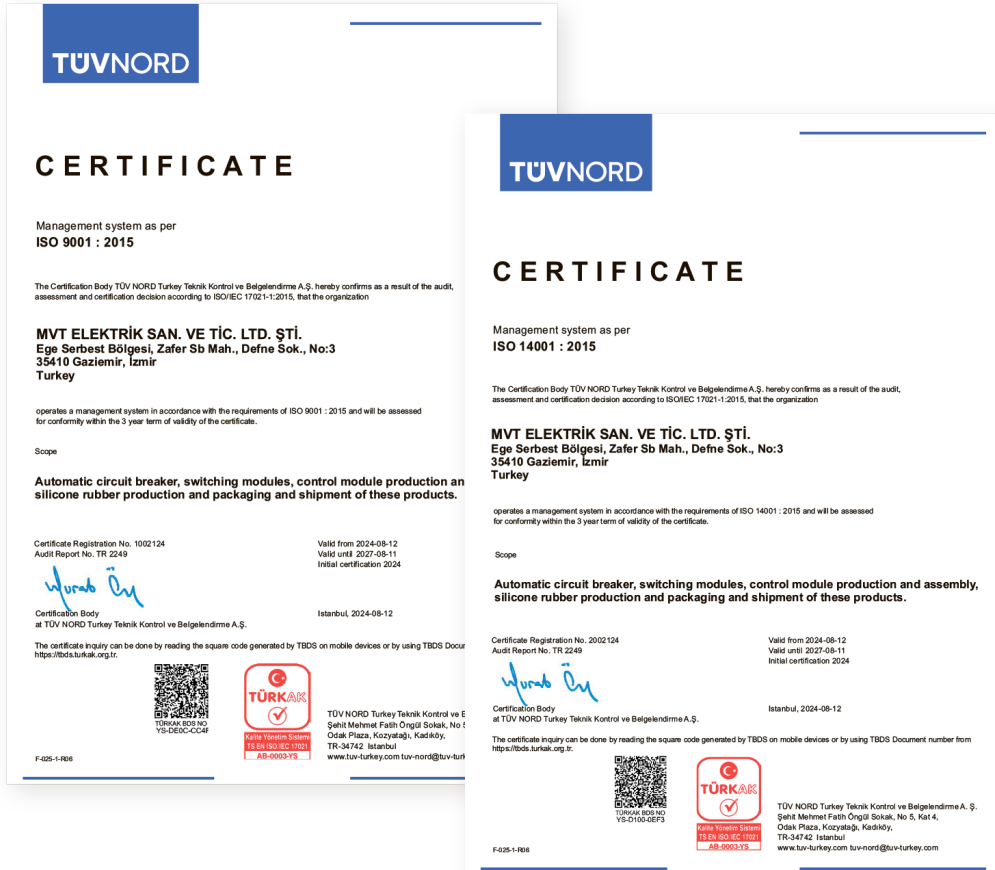 TÜVNORD
CERTIFICATE
Management system as per
ISO 9001 : 2015
The Certification Body TÜV NORD Turkey Teknik Kontrol ve Belgelendirme A.Ş. hereby confirms as a result of the audit,
assessment and certification decision according to ISO/IEC 17021-1:2015, that the organization
MVT ELEKTRİK SAN. VE TİC. LTD. ŞTİ.
Ege Serbest Bölgesi, Zafer Sb Mah., Defne Sok., No:3
35410 Gaziemir, İzmir
Turkey
operates a management system in accordance with the requirements of ISO 9001 : 2015 and will be assessed
for conformity within the 3 year term of validity of the certificate.
Scope
Automatic circuit breaker, switching modules, control module production an
silicone rubber production and packaging and shipment of these products.
Certificate Registration No. 1002124
Audit Report No. TR 2249
Valid from 2024-08-12
Valid until 2027-08-11
Initial certification 2024
Certification Body
at TÜV NORD Turkey Teknik Kontrol ve Belgelendirme A.Ş.
Istanbul, 2024-08-12
The certificate inquiry can be done by reading the square code generated by TBDS on mobile devices or by using TBDS Docu
https://tbds.turkak.org.tr.
TÜRKAK BDS NO
YS-DE0C-CC4F
TÜRKAK
Kalite Yönetim Sistemi
TS EN ISO/IEC 17021
AB-0003-YS
TÜV NORD Turkey Teknik Kontrol ve
Şehit Mehmet Fatih Öngül Sokak, No
Odak Plaza, Kozyatağı, Kadıköy,
TR-34742 Istanbul
www.tuv-turkey.com tuv-nord@tuv-turk
F-025-1-R06
TÜVNORD
CERTIFICATE
Management system as per
ISO 14001 : 2015
The Certification Body TÜV NORD Turkey Teknik Kontrol ve Belgelendirme A.Ş. hereby confirms as a result of the audit,
assessment and certification decision according to ISO/IEC 17021-1:2015, that the organization
MVT ELEKTRİK SAN. VE TİC. LTD. ŞTİ.
Ege Serbest Bölgesi, Zafer Sb Mah., Defne Sok., No:3
35410 Gaziemir, İzmir
Turkey
operates a management system in accordance with the requirements of ISO 14001 : 2015 and will be assessed
for conformity within the 3 year term of validity of the certificate.
Scope
Automatic circuit breaker, switching modules, control module production and assembly,
silicone rubber production and packaging and shipment of these products.
Certificate Registration No. 2002124
Audit Report No. TR 2249
Valid from 2024-08-12
Valid until 2027-08-11
Initial certification 2024
Certification Body
at TÜV NORD Turkey Teknik Kontrol ve Belgelendirme A.Ş.
Istanbul, 2024-08-12
The certificate inquiry can be done by reading the square code generated by TBDS on mobile devices or by using TBDS Document number from
https://tbds.turkak.org.tr.
TÜRKAK BDS NO
YS-D100-0EF3
TÜRKAK
Kalite Yönetim Sistemi
TS EN ISO/IEC 17021
AB-0003-YS
TÜV NORD Turkey Teknik Kontrol ve Belgelendirme A. Ş.
Şehit Mehmet Fatih Öngül Sokak, No 5, Kat 4,
Odak Plaza, Kozyatağı, Kadıköy,
TR-34742 Istanbul
www.tuv-turkey.com tuv-nord@tuv-turkey.com
F-025-1-R06